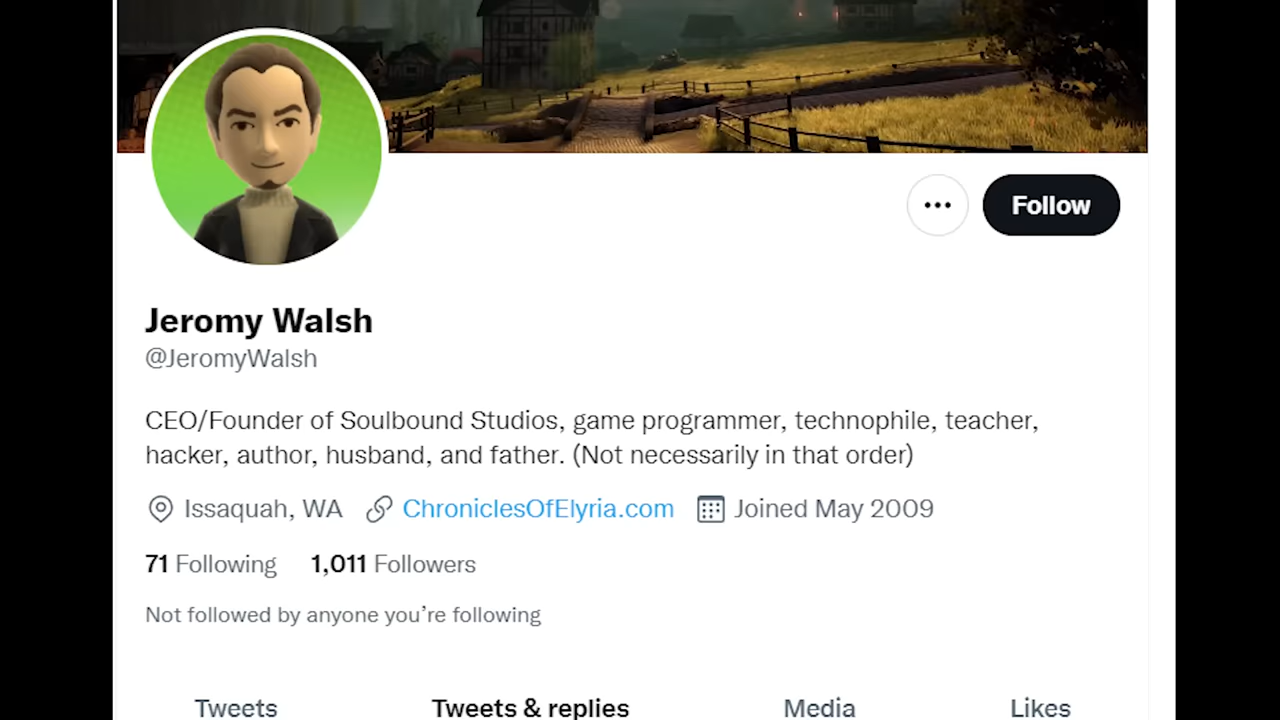 Follow
Jeromy Walsh
@JeromyWalsh
CEO/Founder of Soulbound Studios, game programmer, technophile, teacher,
hacker, author, husband, and father. (Not necessarily in that order)
Issaquah, WA ChroniclesOfElyria.com Joined May 2009
71 Following 1,011 Followers
Not followed by anyone you’re following
Tweets Tweets & replies Media Likes